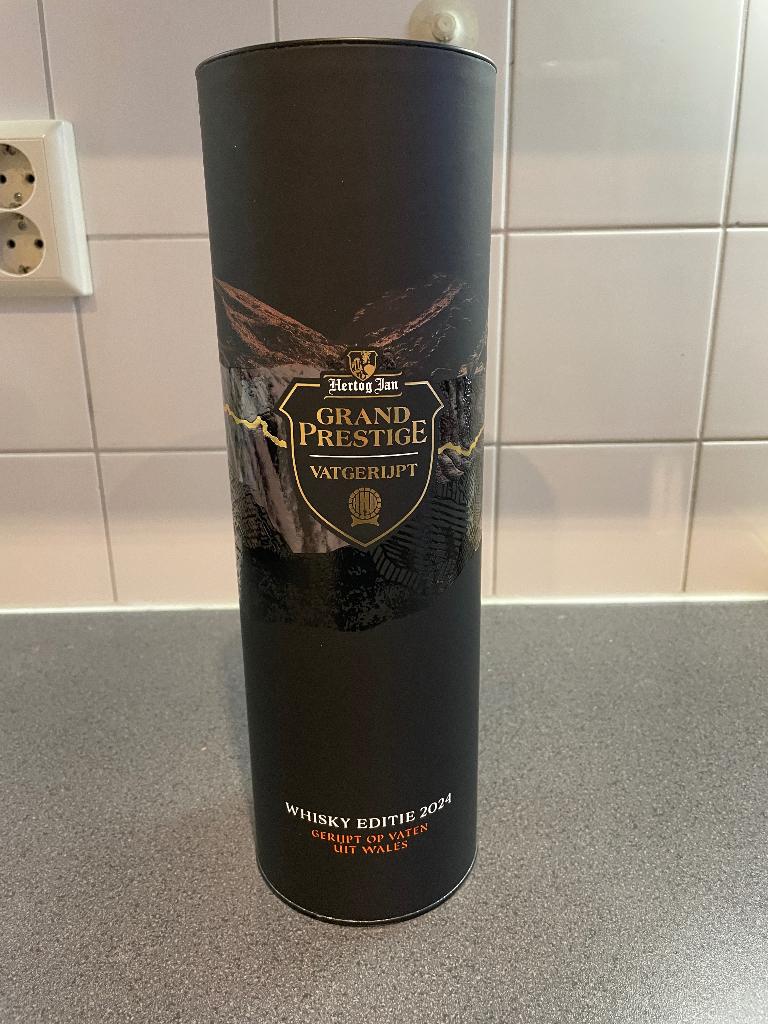 Hertog Jan
GRAND
PRESTIGE
VATGERIJPT
WHISKY EDITIE 2024
GERIJPT OP VATEN
UIT WALES